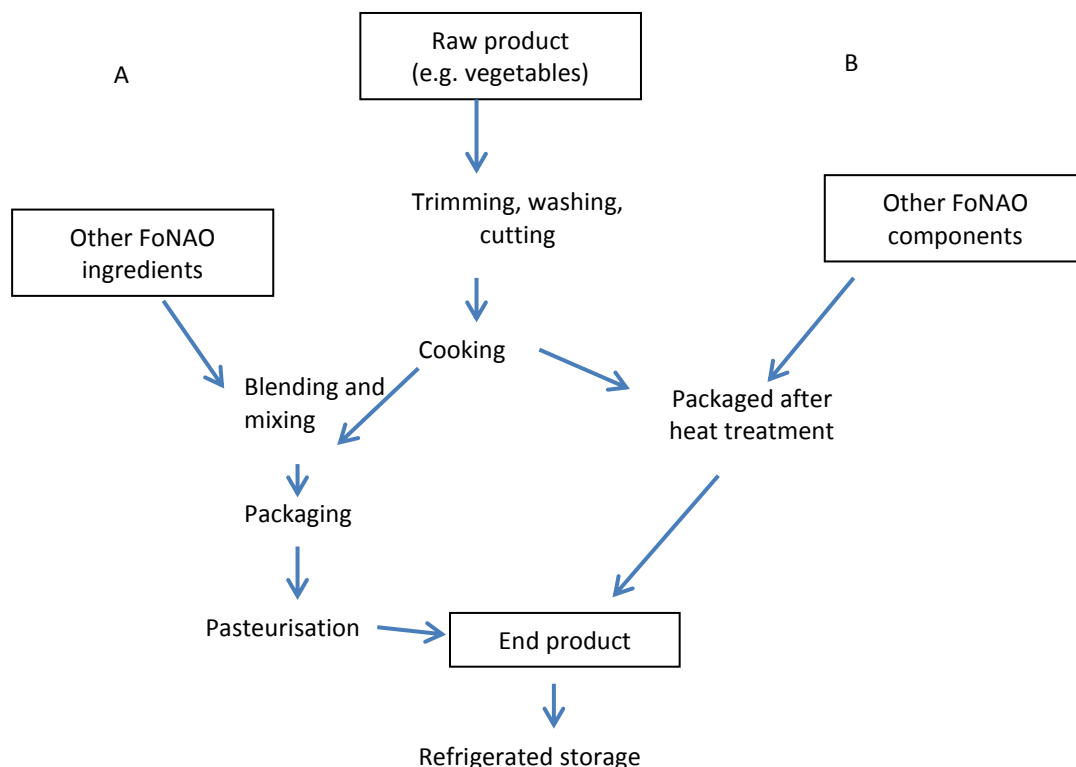 Raw product
(e.g. vegetables)
A
B
Trimming, washing,
cutting
Other FoNAO
ingredients
Other FoNAO
components
Cooking
Blending and
mixing
Packaged after
heat treatment
Packaging
Pasteurisation
End product
Refrigerated storage